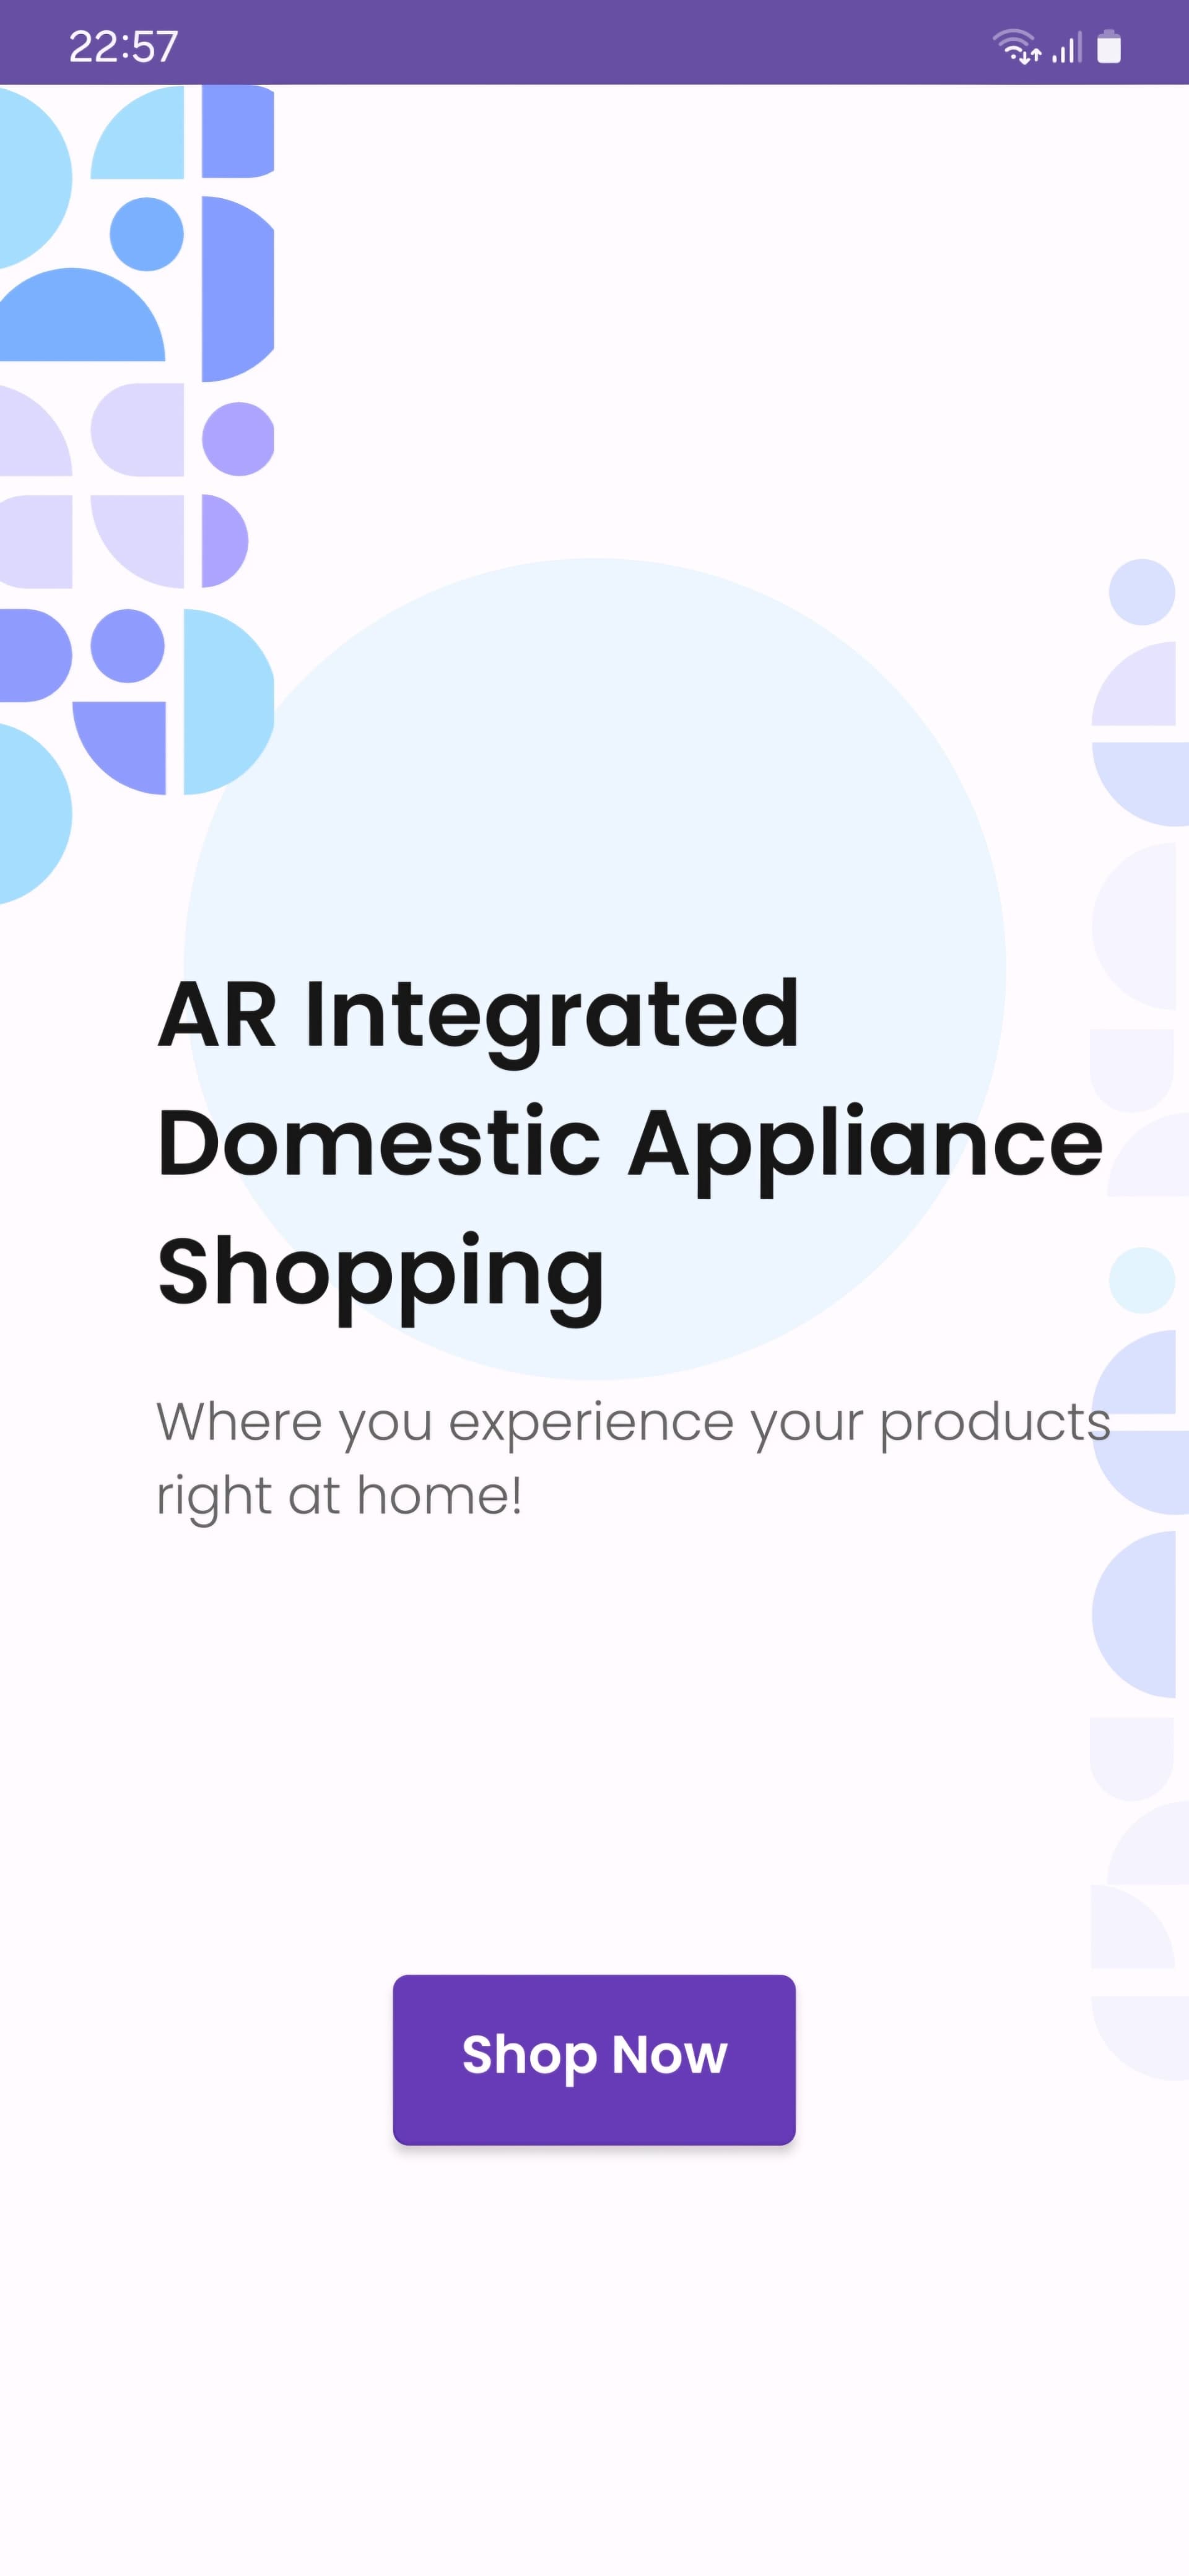 22:57
AR Integrated
Domestic Appliance
Shopping
Where you experience your products
right at home!
Shop Now